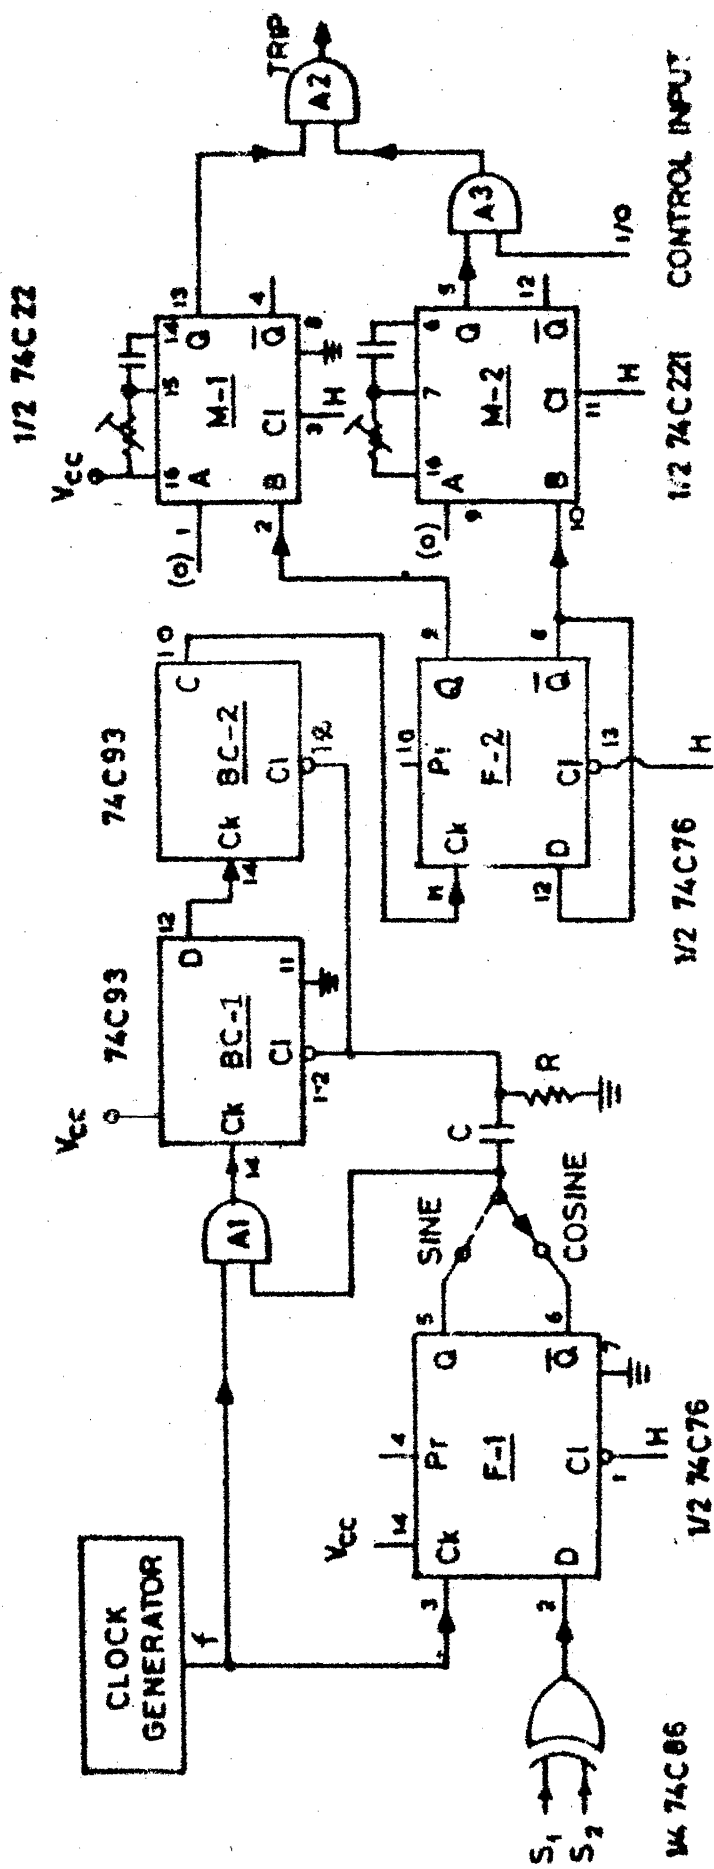 CLOCK
GENERATOR
f
S1
S2
1/4 74C86
3
2
Vcc
14
4
Ck
Pr
Q
5
F-1
D
Cl
Q
6
7
1
H
1/2 74C76
SINE
COSINE
C
R
A1
14
Vcc
74C93
Ck
D
12
BC-1
Cl
11
1-2
74C93
14
Ck
C
10
BC-2
Cl
12
11
12
Ck
Pr
10
Q
9
F-2
D
Cl
Q
8
13
H
1/2 74C76
1/2 74C22
Vcc
(0)
1
2
16
15
14
A
Q
13
M-1
B
Cl
Q
4
3
H
8
(0)
9
10
16
7
6
A
Q
5
M-2
B
Cl
Q
12
11
H
1/2 74C221
A3
1/0
CONTROL INPUT
A2
TRIP